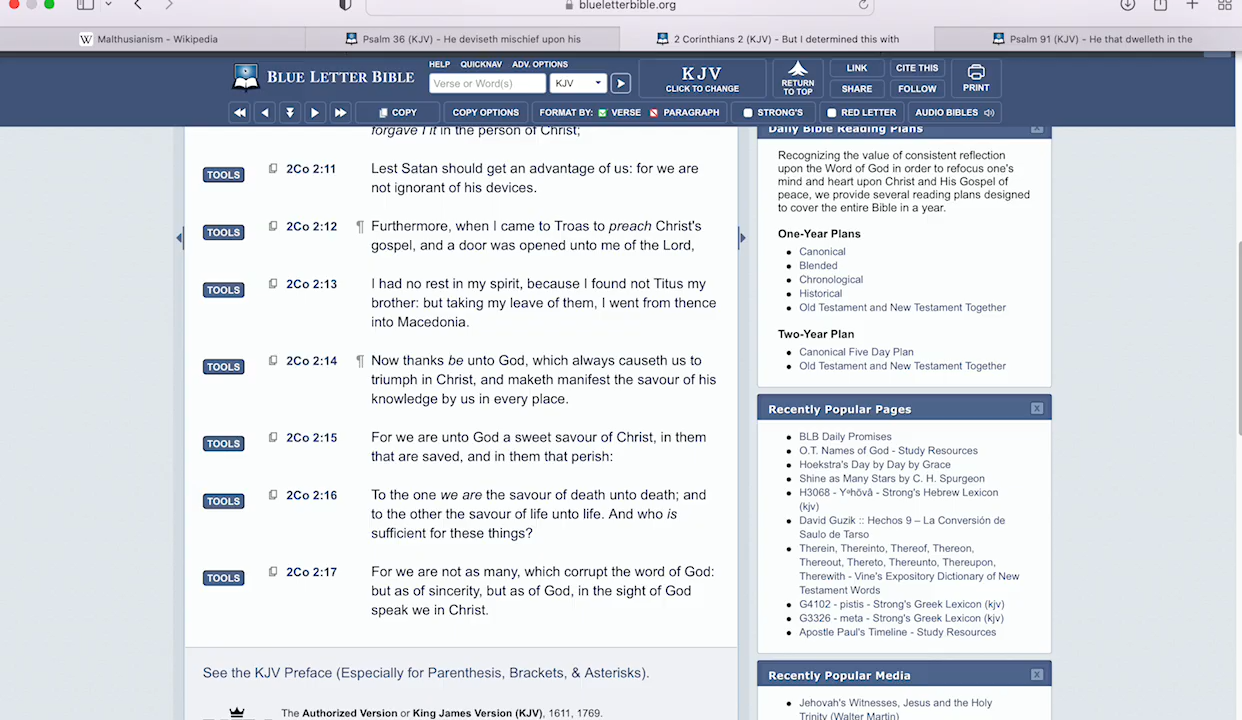 blueletterbible.org
Malthusianism - Wikipedia
Psalm 36 (KJV) - He deviseth mischief upon his
2 Corinthians 2 (KJV) - But I determined this with
Psalm 91 (KJV) - He that dwelleth in the
BLUE LETTER BIBLE
HELP QUICKNAV ADV. OPTIONS
Verse or Word(s)
KJV
KJV
CLICK TO CHANGE
RETURN
TO TOP
LINK
CITE THIS
SHARE
FOLLOW
PRINT
COPY
COPY OPTIONS
FORMAT BY: VERSE PARAGRAPH
STRONG'S
RED LETTER
AUDIO BIBLES
forgave I it in the person of Christ;
TOOLS 2Co 2:11 Lest Satan should get an advantage of us: for we are
not ignorant of his devices.
TOOLS 2Co 2:12 ¶ Furthermore, when I came to Troas to preach Christ's
gospel, and a door was opened unto me of the Lord,
TOOLS 2Co 2:13 I had no rest in my spirit, because I found not Titus my
brother: but taking my leave of them, I went from thence
into Macedonia.
TOOLS 2Co 2:14 ¶ Now thanks be unto God, which always causeth us to
triumph in Christ, and maketh manifest the savour of his
knowledge by us in every place.
TOOLS 2Co 2:15 For we are unto God a sweet savour of Christ, in them
that are saved, and in them that perish:
TOOLS 2Co 2:16 To the one we are the savour of death unto death; and
to the other the savour of life unto life. And who is
sufficient for these things?
TOOLS 2Co 2:17 For we are not as many, which corrupt the word of God:
but as of sincerity, but as of God, in the sight of God
speak we in Christ.
See the KJV Preface (Especially for Parenthesis, Brackets, & Asterisks).
The Authorized Version or King James Version (KJV), 1611, 1769.
Daily Bible Reading Plans
Recognizing the value of consistent reflection
upon the Word of God in order to refocus one's
mind and heart upon Christ and His Gospel of
peace, we provide several reading plans designed
to cover the entire Bible in a year.
One-Year Plans
Canonical
Blended
Chronological
Historical
Old Testament and New Testament Together
Two-Year Plan
Canonical Five Day Plan
Old Testament and New Testament Together
Recently Popular Pages
BLB Daily Promises
O.T. Names of God - Study Resources
Hoekstra's Day by Day by Grace
Shine as Many Stars by C. H. Spurgeon
H3068 - Yᵊhōvâ - Strong's Hebrew Lexicon
(kjv)
David Guzik :: Hechos 9 – La Conversión de
Saulo de Tarso
Therein, Thereinto, Thereof, Thereon,
Thereout, Thereto, Thereunto, Thereupon,
Therewith - Vine's Expository Dictionary of New
Testament Words
G4102 - pistis - Strong's Greek Lexicon (kjv)
G3326 - meta - Strong's Greek Lexicon (kjv)
Apostle Paul's Timeline - Study Resources
Recently Popular Media
Jehovah's Witnesses, Jesus and the Holy
Trinity (Walter Martin)